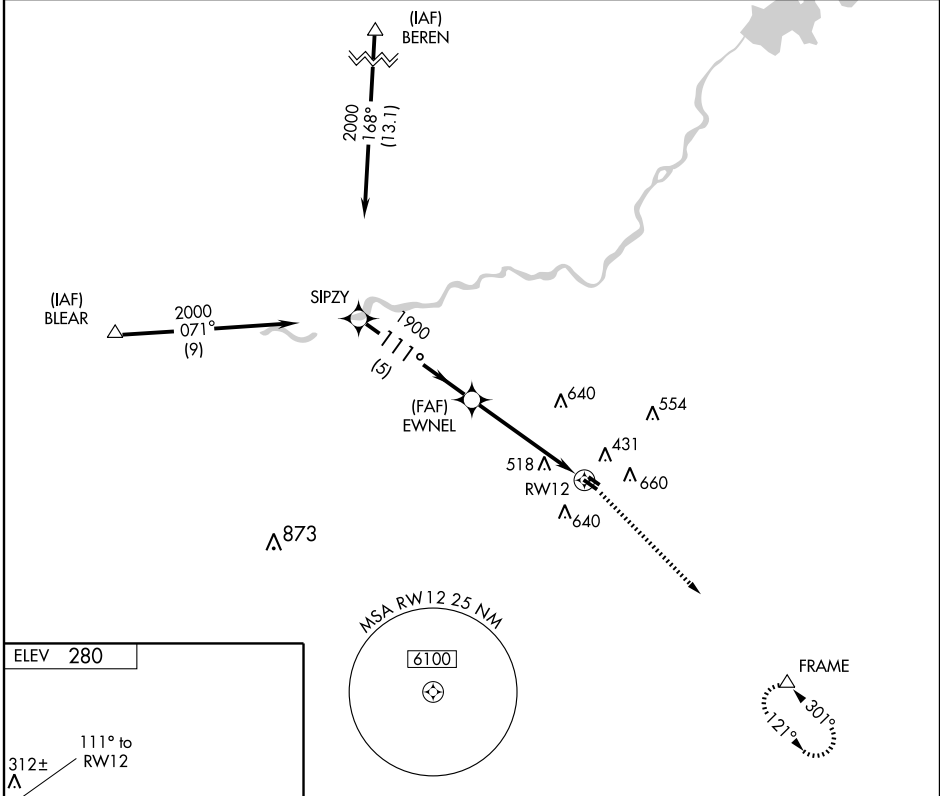 (IAF)
BEREN
2000
168°
(13.1)
(IAF)
BLEAR
2000
071°
(9)
SIPZY
1900
111°
(5)
(FAF)
EWNEL
640
554
431
518
660
RW12
640
873
MSA RW12 25 NM
6100
FRAME
301°
121°
ELEV 280
111° to
RW12
312±